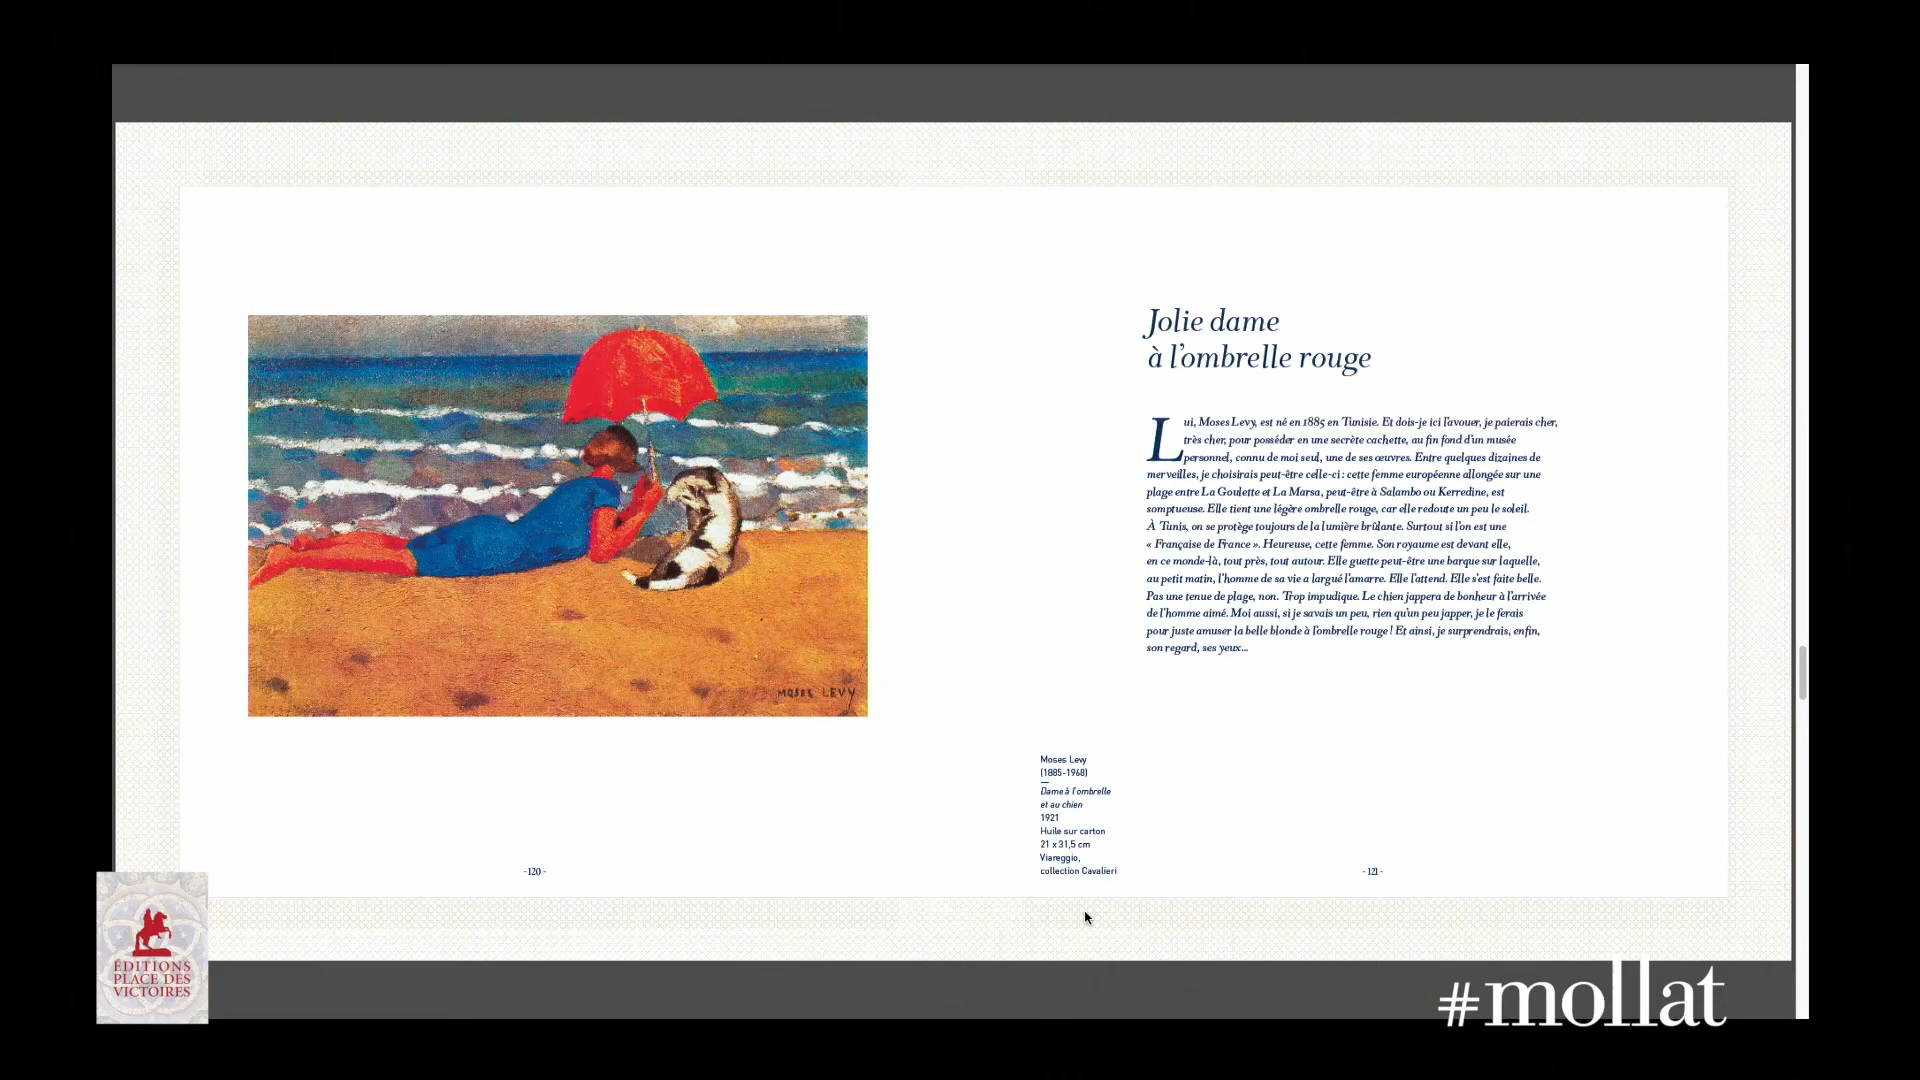 MOSES LEVY
Jolie dame
à l'ombrelle rouge
Lui, Moses Levy, est né en 1885 en Tunisie. Et dois-je ici l'avouer, je paierais cher,
très cher, pour posséder en une secrète cachette, au fin fond d'un musée
personnel, connu de moi seul, une de ses œuvres. Entre quelques dizaines de
merveilles, je choisirais peut-être celle-ci : cette femme européenne allongée sur une
plage entre La Goulette et La Marsa, peut-être à Salambo ou Kerredine, est
somptueuse. Elle tient une légère ombrelle rouge, car elle redoute un peu le soleil.
À Tunis, on se protège toujours de la lumière brûlante. Surtout si l'on est une
« Française de France ». Heureuse, cette femme. Son royaume est devant elle,
en ce monde-là, tout près, tout autour. Elle guette peut-être une barque sur laquelle,
au petit matin, l'homme de sa vie a largué l'amarre. Elle l'attend. Elle s'est faite belle.
Pas une tenue de plage, non. Trop impudique. Le chien jappera de bonheur à l'arrivée
de l'homme aimé. Moi aussi, si je savais un peu, rien qu'un peu japper, je le ferais
pour juste amuser la belle blonde à l'ombrelle rouge ! Et ainsi, je surprendrais, enfin,
son regard, ses yeux...
Moses Levy
(1885-1968)
—
Dame à l'ombrelle
et au chien
1921
Huile sur carton
21 x 31,5 cm
Viareggio,
collection Cavalieri
- 120 -
- 121 -
ÉDITIONS
PLACE DES
VICTOIRES
#mollat